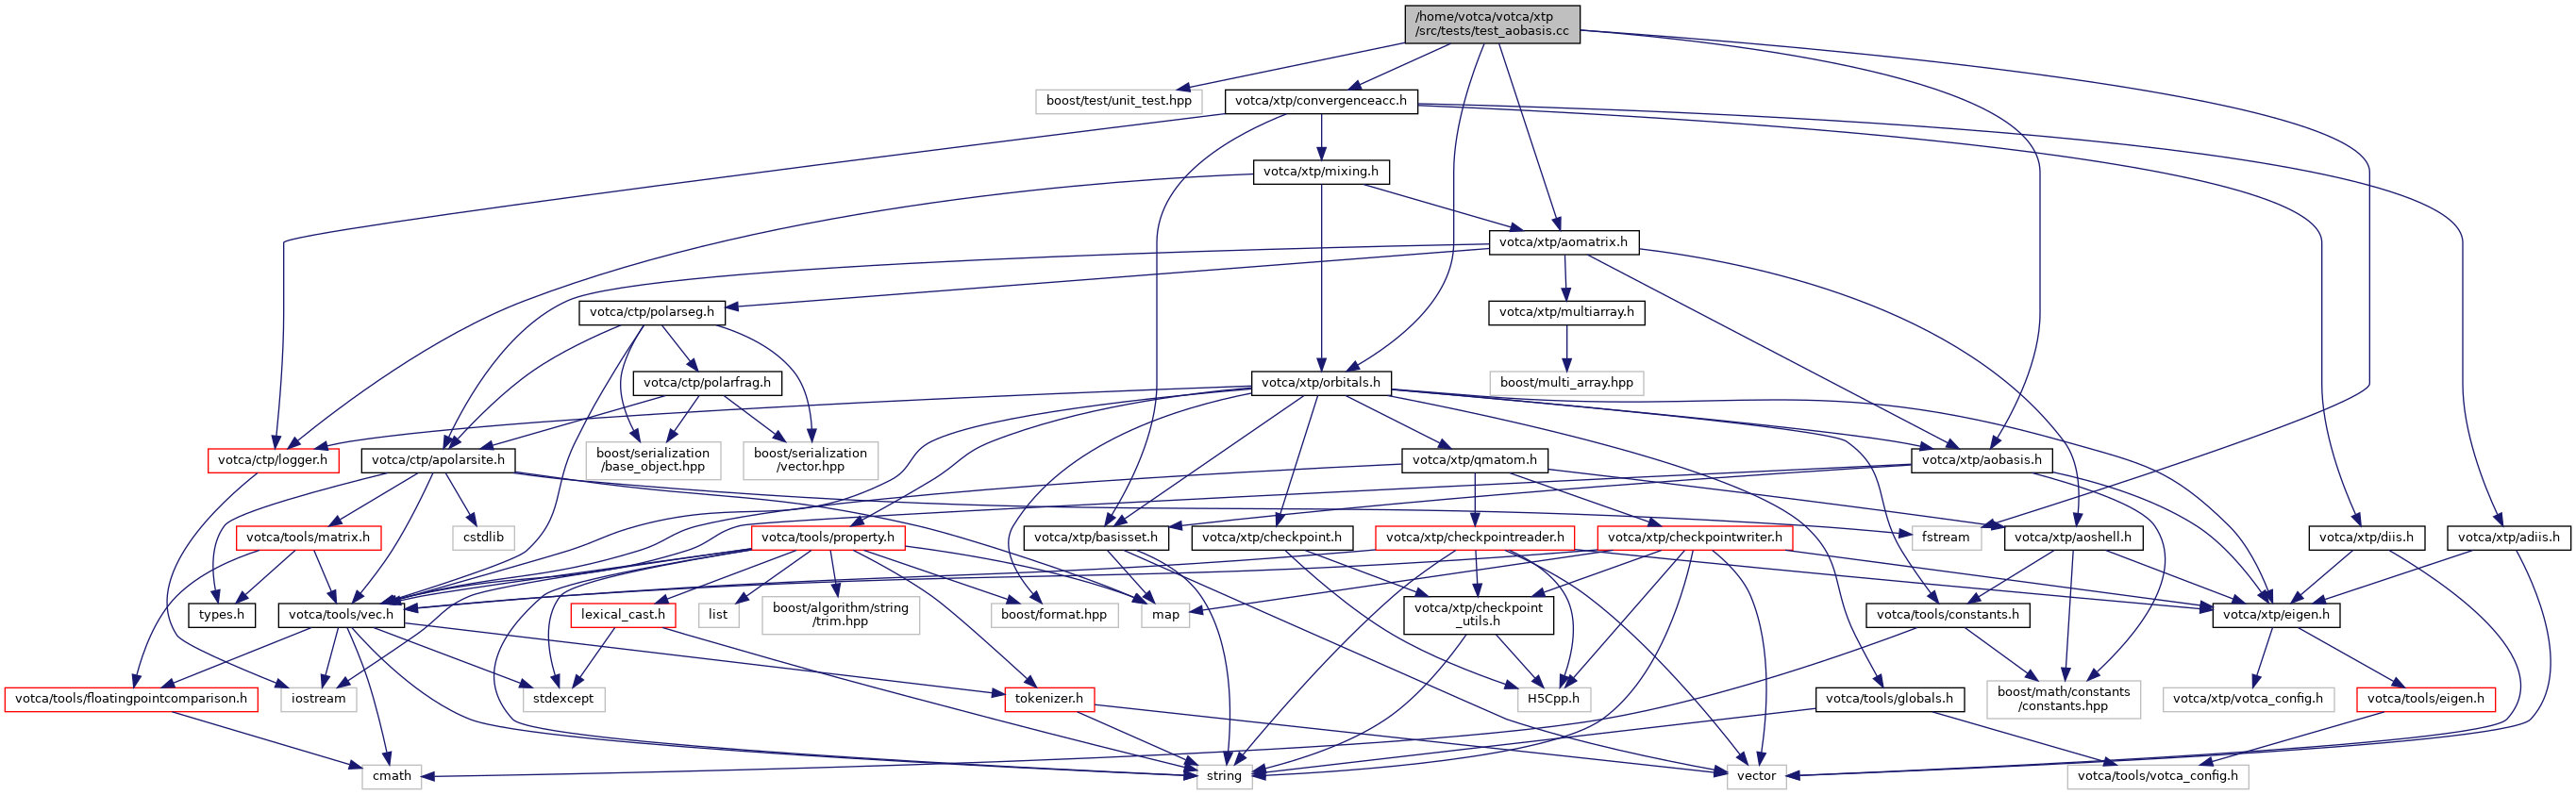 /home/votca/votca/xtp
/src/tests/test_aobasis.cc
boost/test/unit_test.hpp
votca/xtp/convergenceacc.h
votca/xtp/mixing.h
votca/xtp/aomatrix.h
votca/ctp/polarseg.h
votca/xtp/multiarray.h
votca/ctp/polarfrag.h
votca/xtp/orbitals.h
boost/multi_array.hpp
votca/ctp/logger.h
votca/ctp/apolarsite.h
boost/serialization
/base_object.hpp
boost/serialization
/vector.hpp
votca/xtp/qmatom.h
votca/xtp/aobasis.h
votca/tools/matrix.h
cstdlib
votca/tools/property.h
votca/xtp/basisset.h
votca/xtp/checkpoint.h
votca/xtp/checkpointreader.h
votca/xtp/checkpointwriter.h
fstream
votca/xtp/aoshell.h
votca/xtp/diis.h
votca/xtp/adiis.h
types.h
votca/tools/vec.h
lexical_cast.h
list
boost/algorithm/string
/trim.hpp
boost/format.hpp
map
votca/xtp/checkpoint
_utils.h
votca/tools/constants.h
votca/xtp/eigen.h
votca/tools/floatingpointcomparison.h
iostream
stdexcept
tokenizer.h
H5Cpp.h
votca/tools/globals.h
boost/math/constants
/constants.hpp
votca/xtp/votca_config.h
votca/tools/eigen.h
cmath
string
vector
votca/tools/votca_config.h